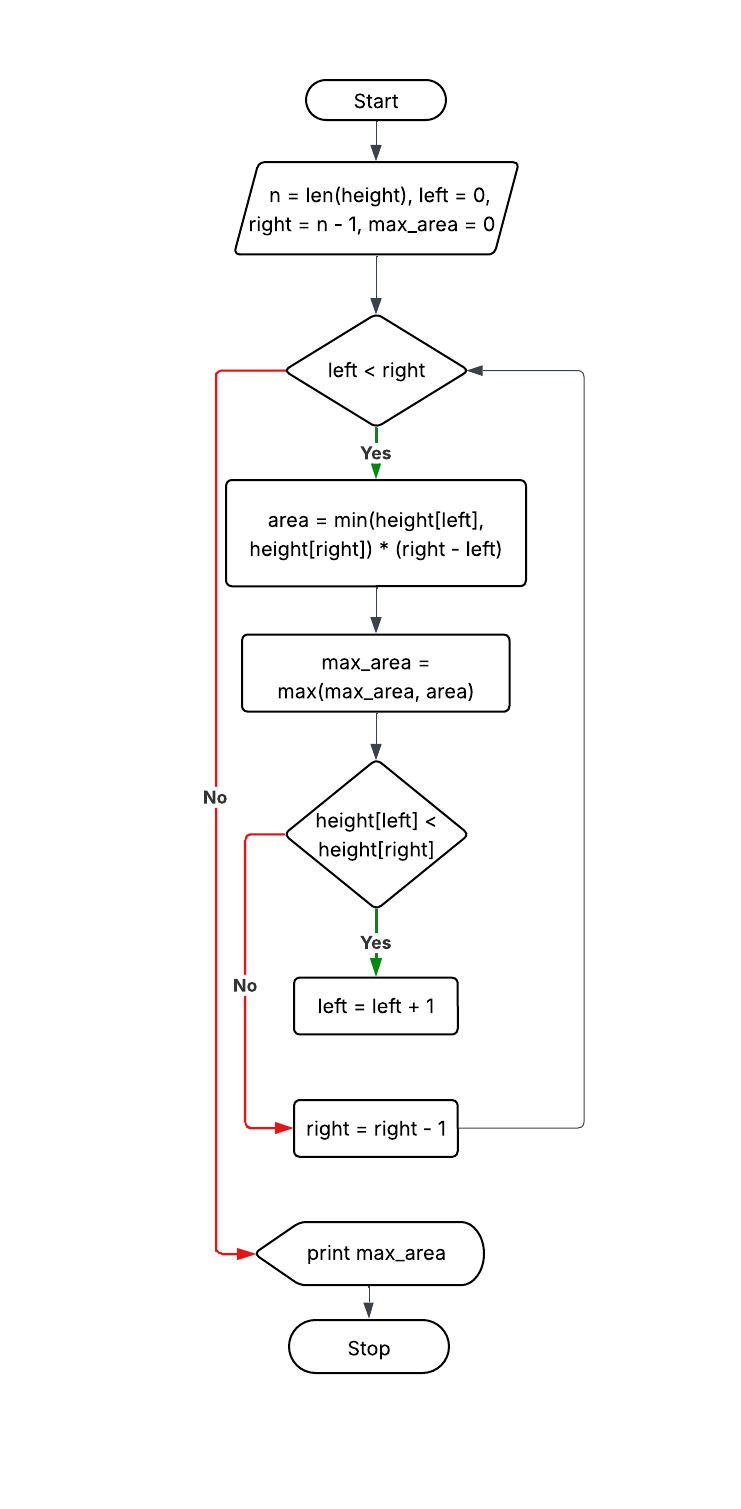 Start
n = len(height), left = 0,
right = n - 1, max_area = 0
left < right
Yes
area = min(height[left],
height[right]) * (right - left)
max_area =
max(max_area, area)
No
height[left] <
height[right]
Yes
No
left = left + 1
right = right - 1
print max_area
Stop